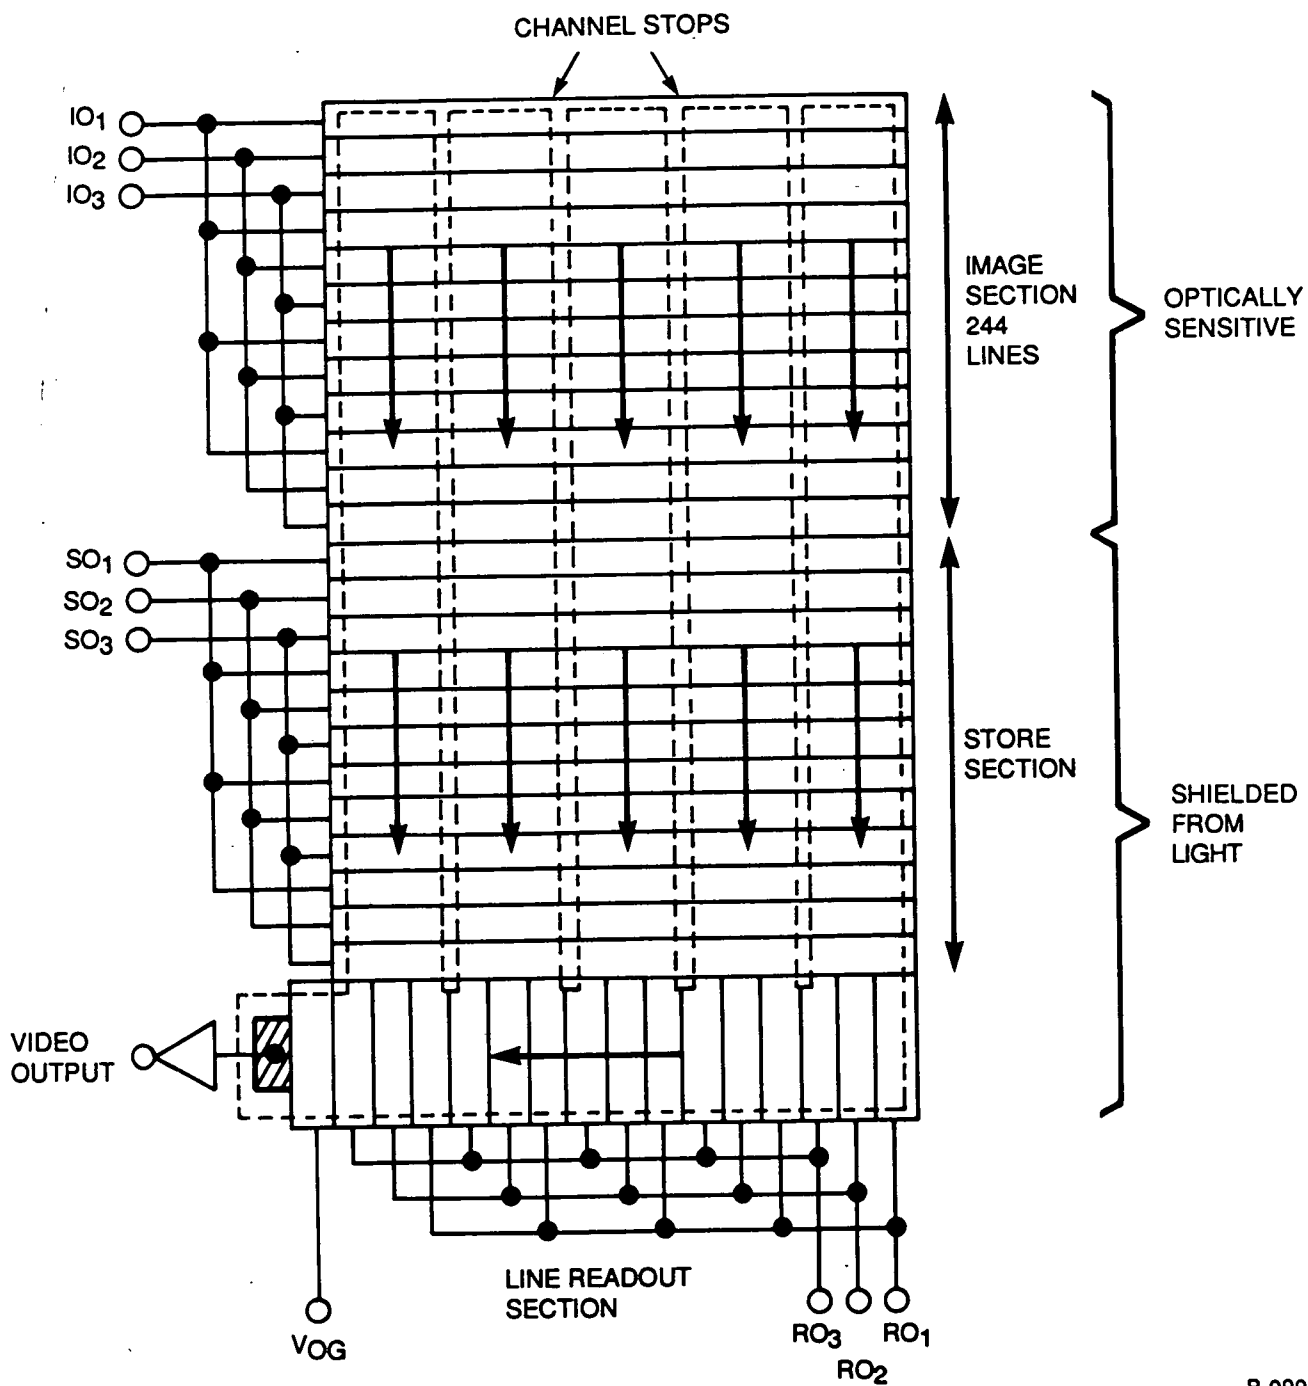 CHANNEL STOPS
IO1
IO2
IO3
IMAGE
SECTION
244
LINES
OPTICALLY
SENSITIVE
SO1
SO2
SO3
STORE
SECTION
SHIELDED
FROM
LIGHT
VIDEO
OUTPUT
LINE READOUT
SECTION
VOG
RO3
RO1
RO2